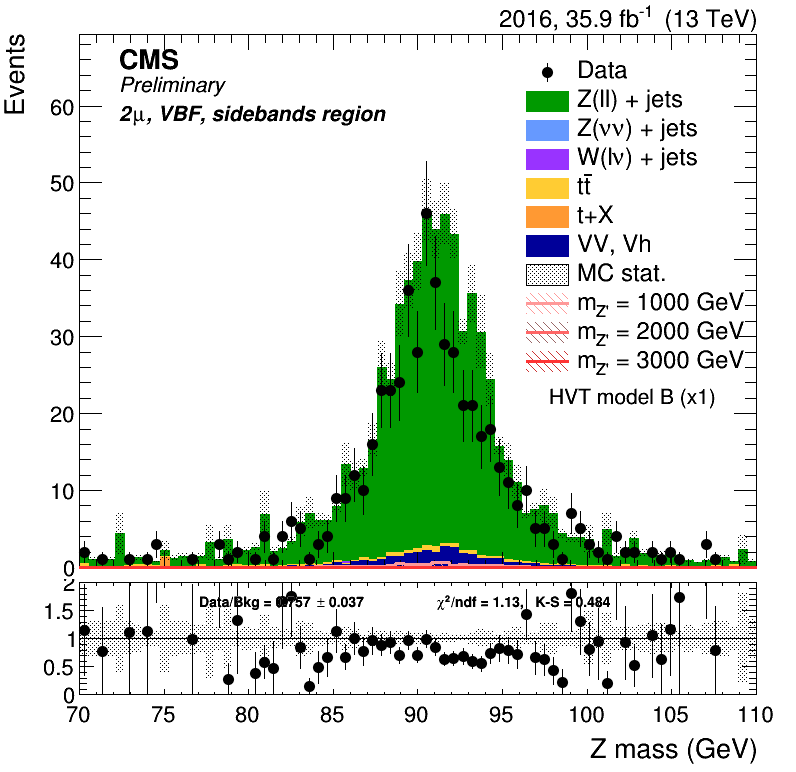 2016, 35.9 fb⁻¹ (13 TeV)
Events
CMS
Preliminary
2μ, VBF, sidebands region
Data
Z(ll) + jets
Z(νν) + jets
W(lν) + jets
tt̄
t+X
VV, Vh
MC stat.
m_Z' = 1000 GeV
m_Z' = 2000 GeV
m_Z' = 3000 GeV
HVT model B (x1)
60
50
40
30
20
10
0
Data/Bkg = 0.757 ± 0.037 χ²/ndf = 1.13, K-S = 0.484
2
1.5
1
0.5
0
70 75 80 85 90 95 100 105 110
Z mass (GeV)